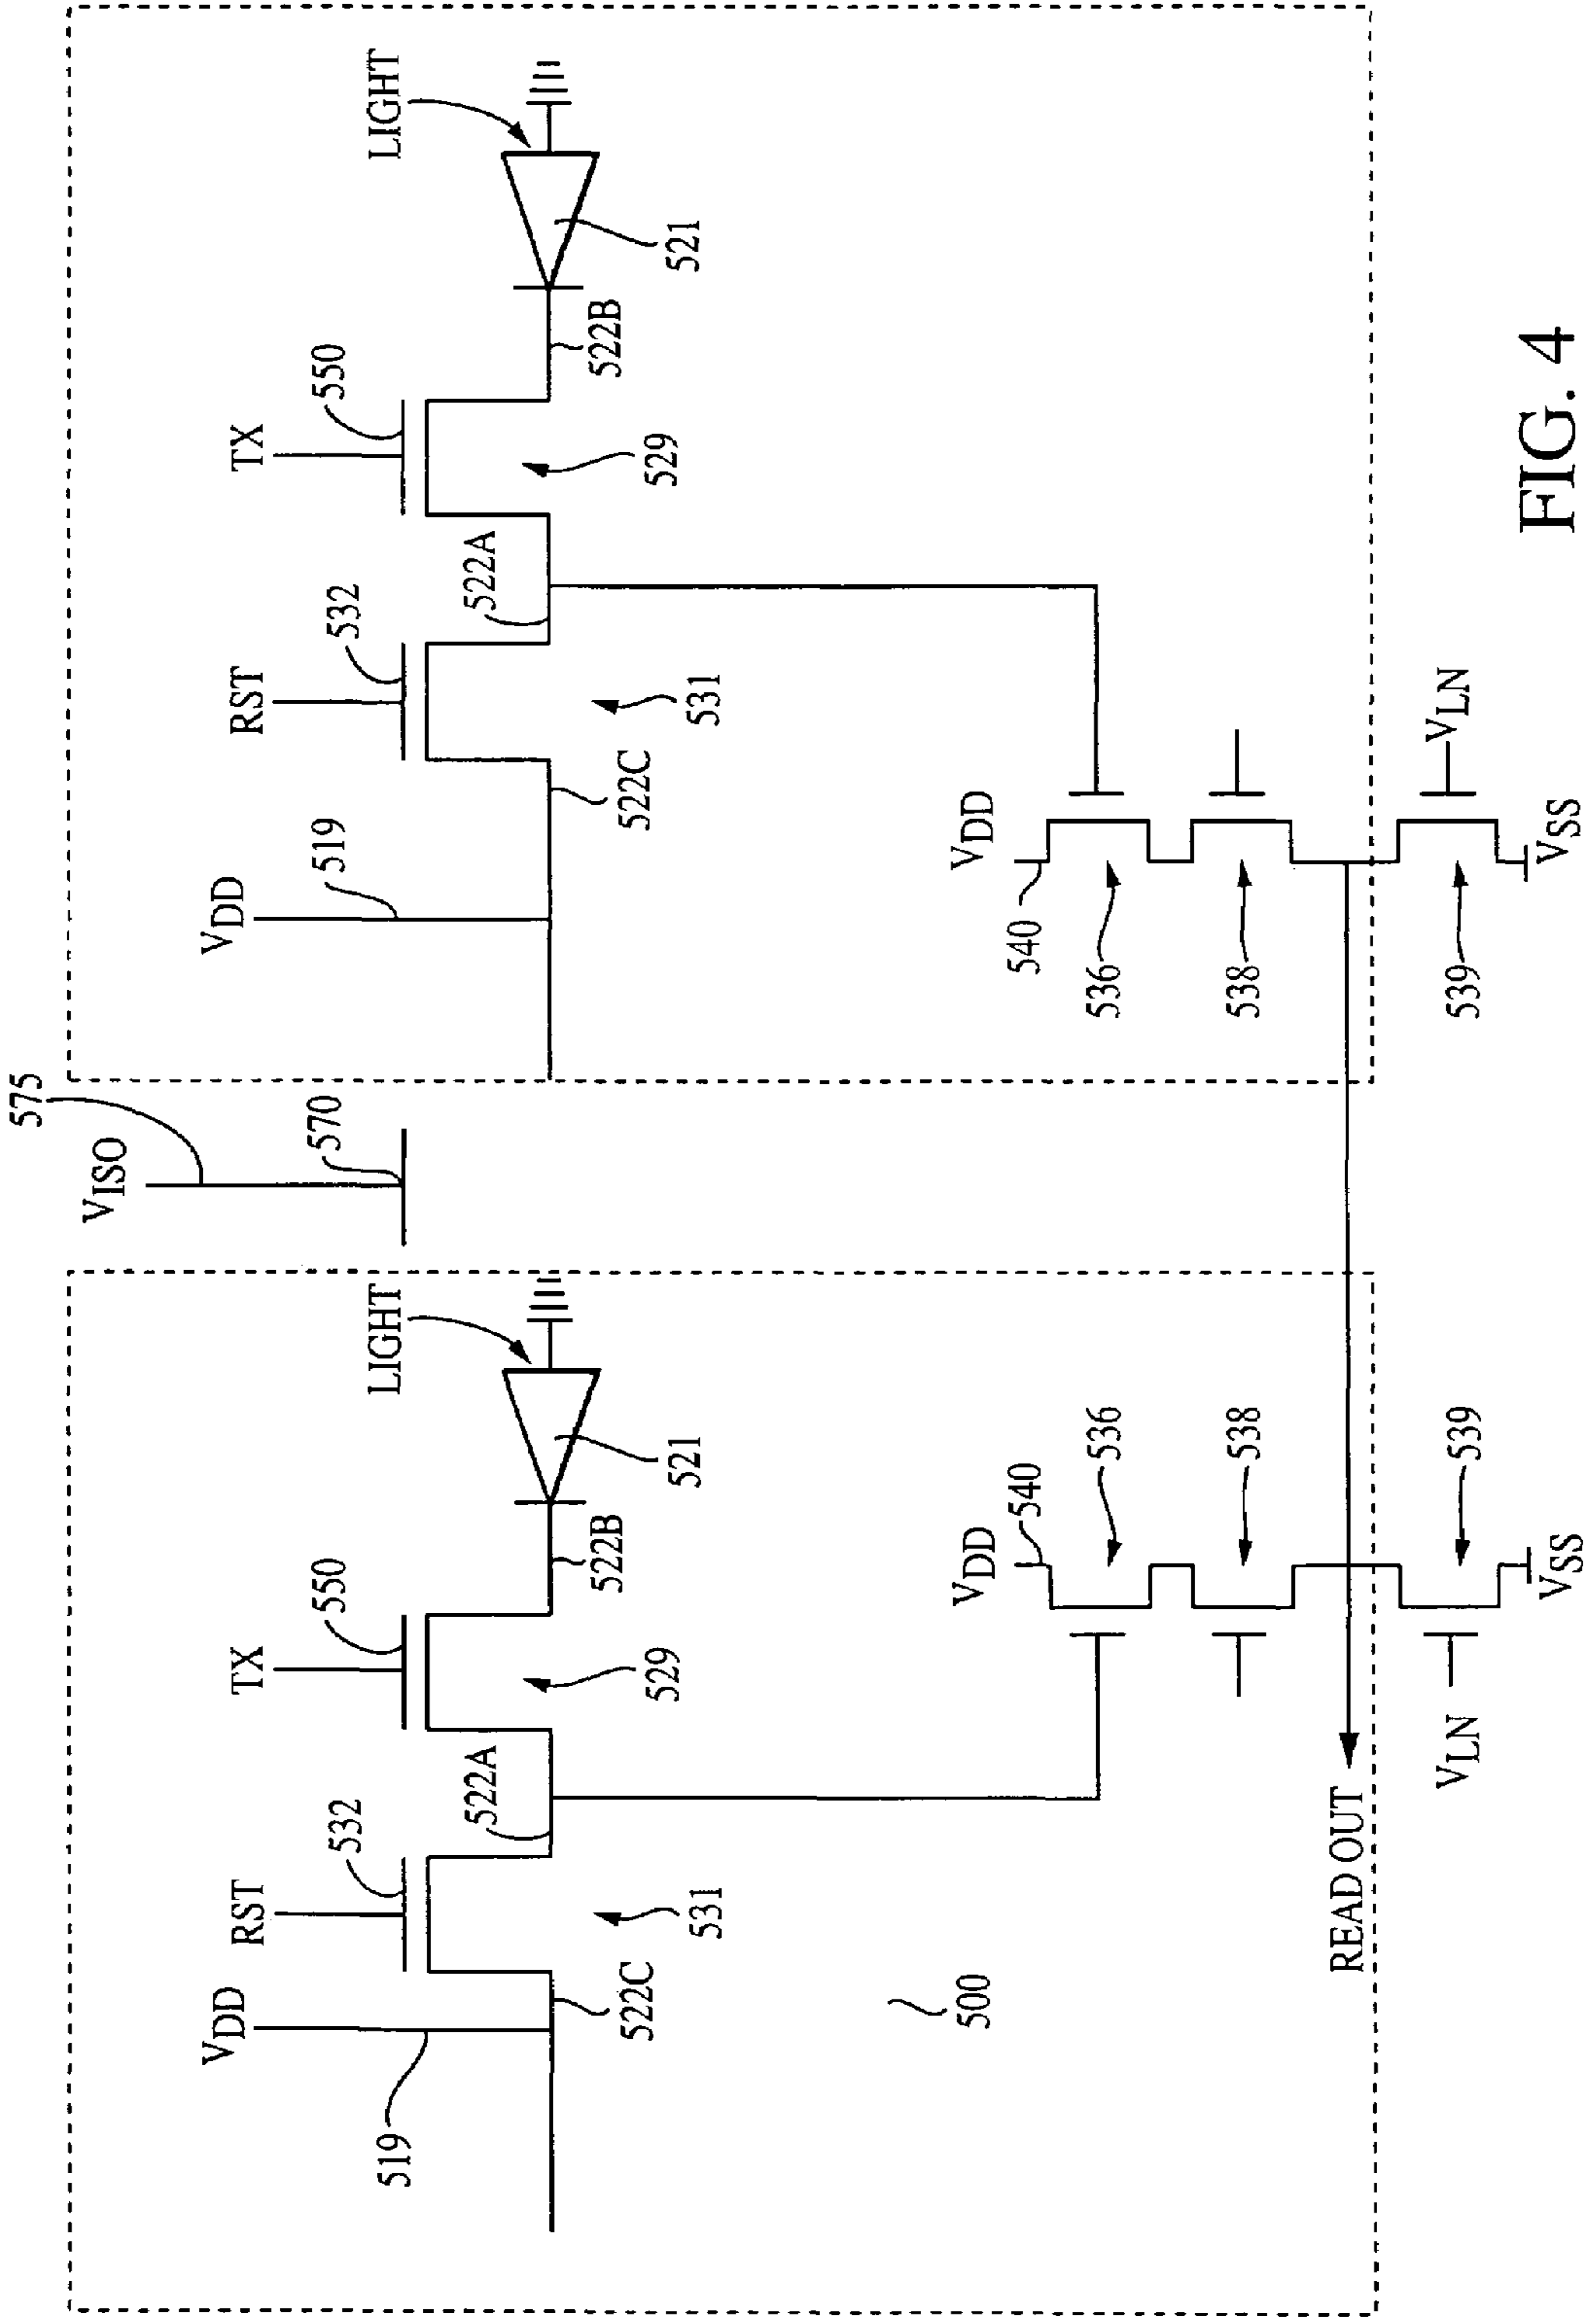 575
VISO
570
VDD
519
RST
532
TX
550
LIGHT
522C
531
522A
529
522B
521
500
VDD
540
536
538
READ OUT
VLN
539
VSS
VDD
519
RST
532
TX
550
LIGHT
522C
531
522A
529
522B
521
VDD
540
536
538
539
VLN
VSS
FIG. 4